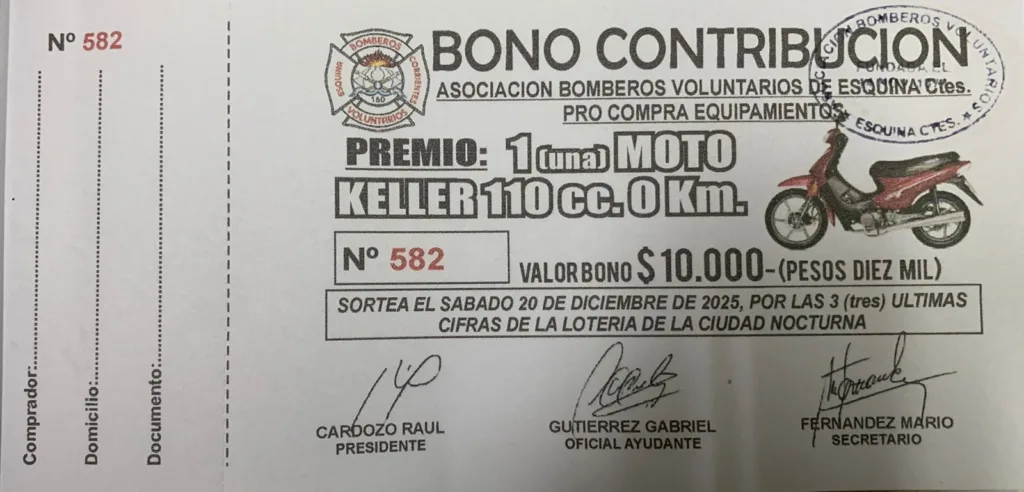 Nº 582
Comprador:
Domicilio:
Documento:
BOMBEROS
ESQUINA
CORRIENTES
160
VOLUNTARIOS
BONO CONTRIBUCION
ASOCIACION BOMBEROS VOLUNTARIOS DE ESQUINA Ctes.
PRO COMPRA EQUIPAMIENTOS
BOMBEROS VOLUNTARIOS
FUNDADA EL
★ ESQUINA CTES. ★
PREMIO: 1 (una) MOTO
KELLER 110 cc. 0 Km.
Nº 582
VALOR BONO $ 10.000-(PESOS DIEZ MIL)
SORTEA EL SABADO 20 DE DICIEMBRE DE 2025, POR LAS 3 (tres) ULTIMAS
CIFRAS DE LA LOTERIA DE LA CIUDAD NOCTURNA
CARDOZO RAUL
PRESIDENTE
GUTIERREZ GABRIEL
OFICIAL AYUDANTE
FERNANDEZ MARIO
SECRETARIO